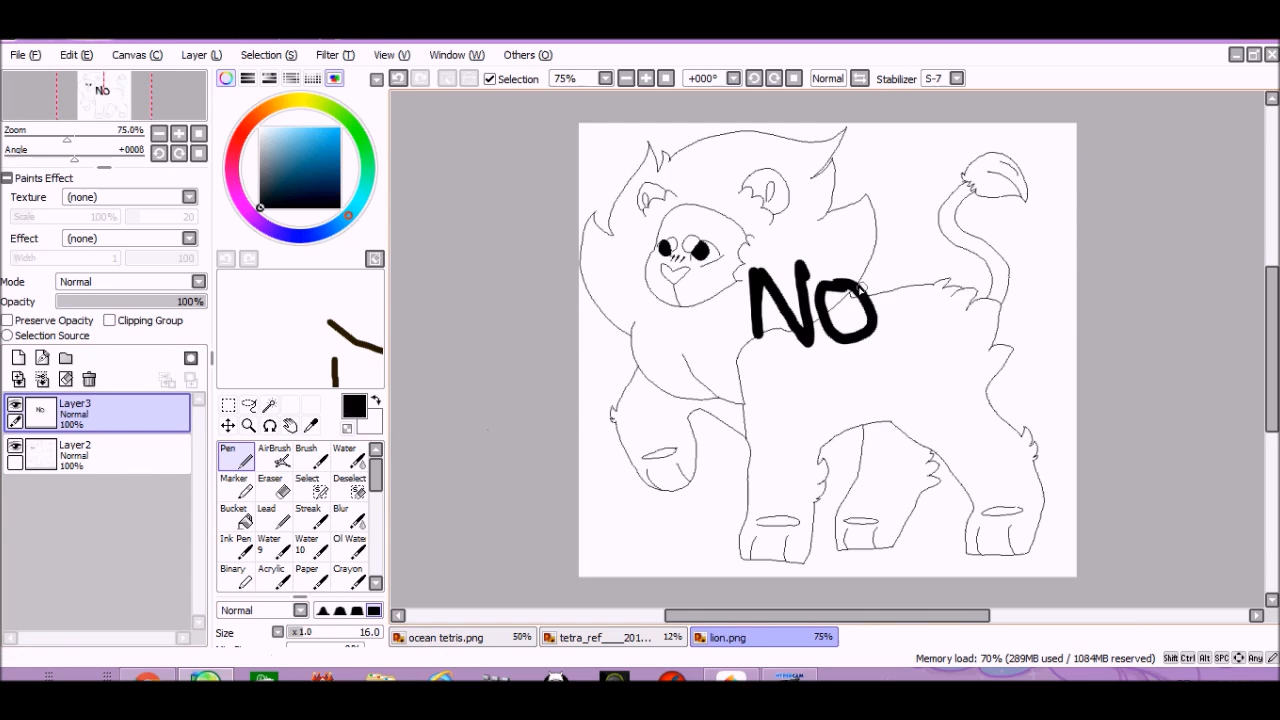 File (F) Edit (E) Canvas (C) Layer (L) Selection (S) Filter (T) View (V) Window (W) Others (O)
Selection 75% +000° Normal Stabilizer S-7
No
Zoom 75.0%
Angle +000ß
Paints Effect
Texture (none)
Scale 100% 20
Effect (none)
Width 1 100
Mode Normal
Opacity 100%
Preserve Opacity Clipping Group
Selection Source
Layer3
Normal
100%
No
Layer2
Normal
100%
Pen AirBrush Brush Water
Marker Eraser Select Deselect
Bucket Lead Streak Blur
Ink Pen Water 9 Water 10 Oil Wate
Binary Acrylic Paper Crayon
Normal
Size x 1.0 16.0
No
ocean tetris.png 50% tetra_ref____201... 12% lion.png 75%
Memory load: 70% (289MB used / 1084MB reserved) Shift Ctrl Alt SPC Any
HYPERCAM